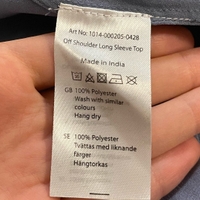 Art No: 1014-000205-0428
Off Shoulder Long Sleeve Top
Made in India
GB 100% Polyester
Wash with similar
colours
Hang dry
SE 100% Polyester
Tvättas med liknande
färger
Hängtorkas